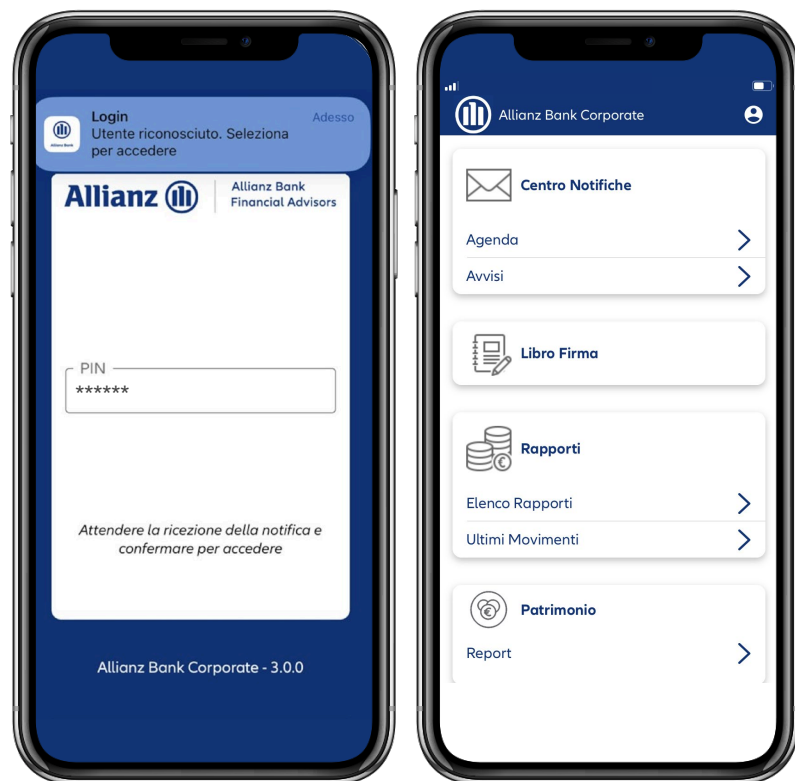 Login
Adesso
Utente riconosciuto. Seleziona
per accedere
Allianz Bank
Allianz
Allianz Bank
Financial Advisors
PIN
******
Attendere la ricezione della notifica e
confermare per accedere
Allianz Bank Corporate - 3.0.0
Allianz Bank Corporate
Centro Notifiche
Agenda
Avvisi
Libro Firma
Rapporti
Elenco Rapporti
Ultimi Movimenti
Patrimonio
Report